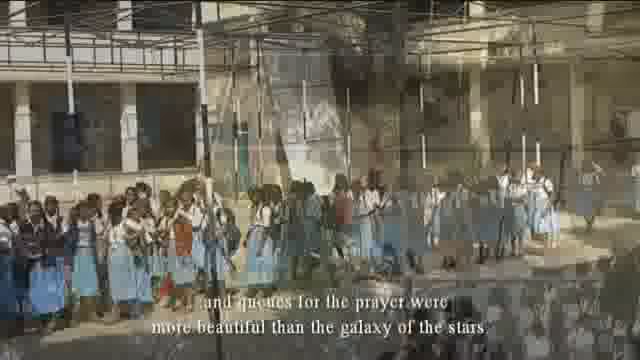 ...and queues for the prayer were
more beautiful than the galaxy of the stars.